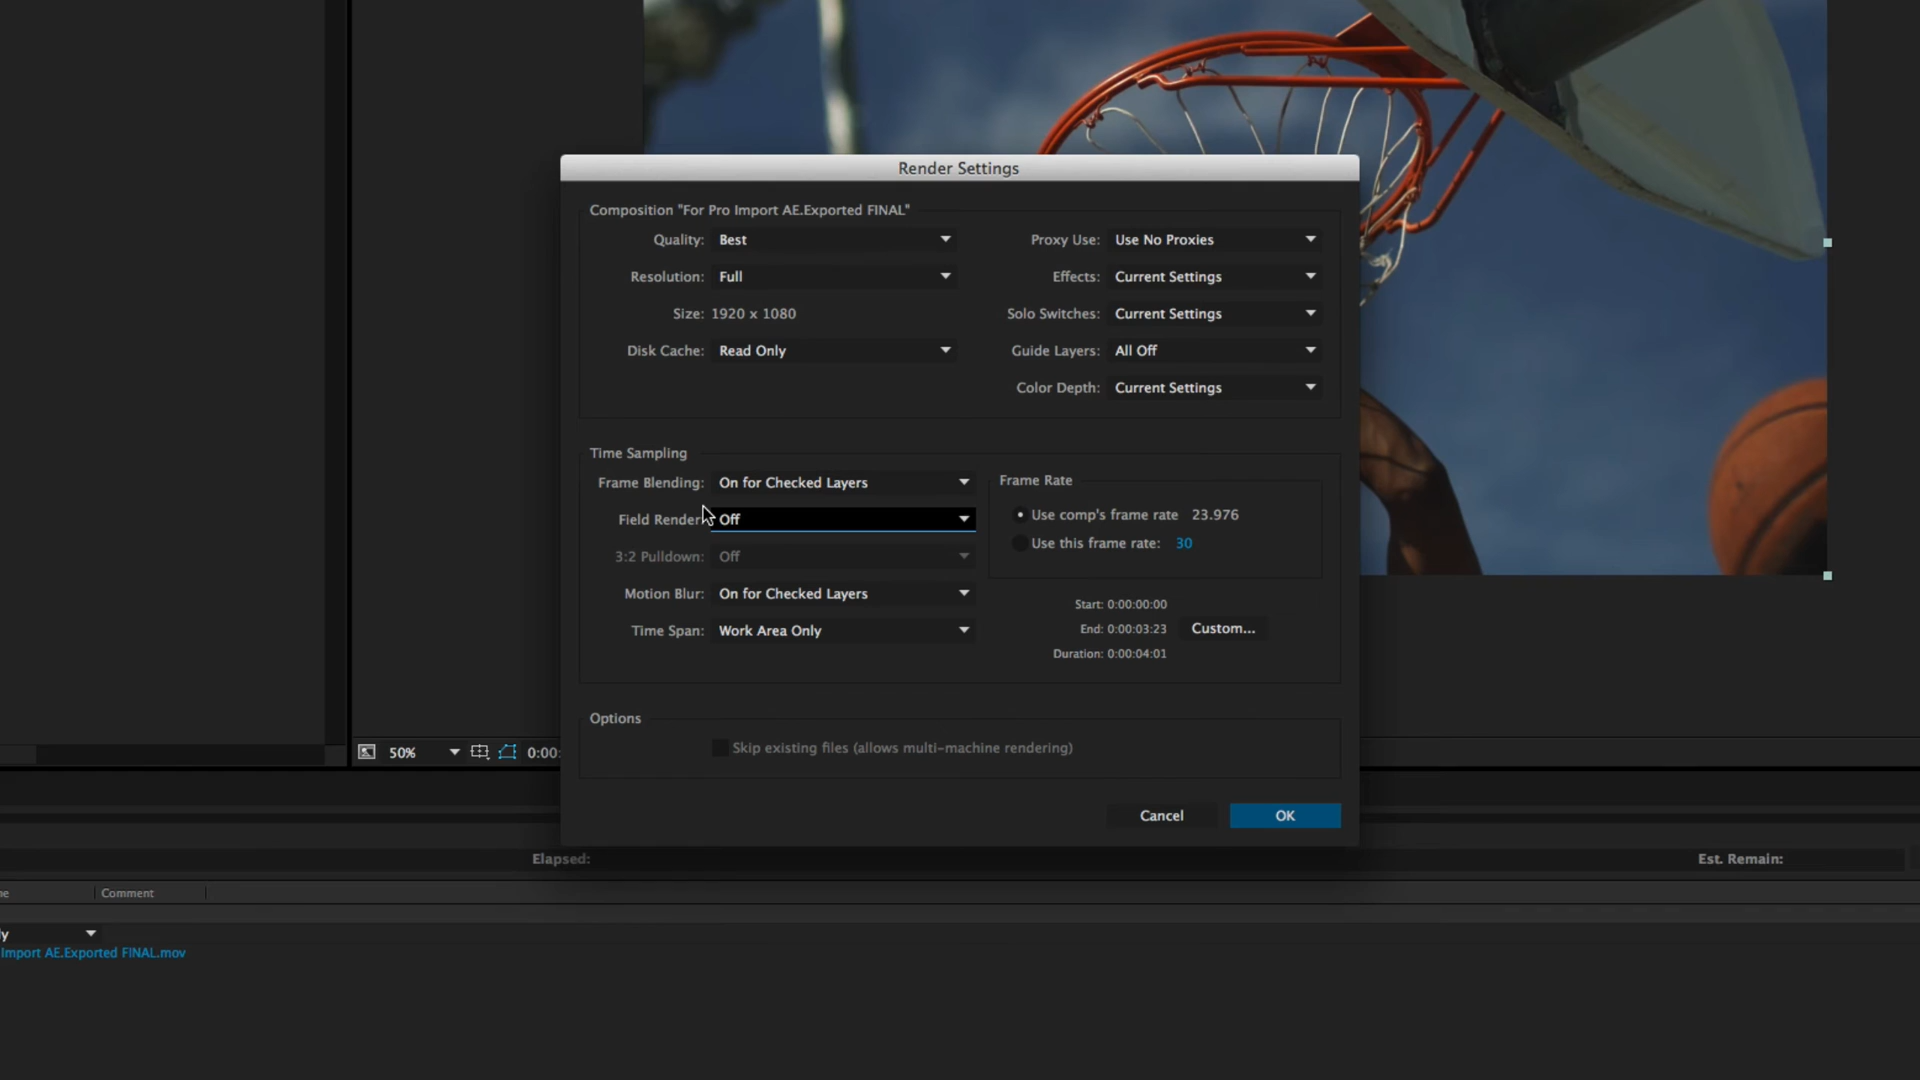 Render Settings
Composition "For Pro Import AE.Exported FINAL"
Quality: Best
Resolution: Full
Size: 1920 x 1080
Disk Cache: Read Only
Proxy Use: Use No Proxies
Effects: Current Settings
Solo Switches: Current Settings
Guide Layers: All Off
Color Depth: Current Settings
Time Sampling
Frame Blending: On for Checked Layers
Field Render: Off
3:2 Pulldown: Off
Motion Blur: On for Checked Layers
Time Span: Work Area Only
Frame Rate
Use comp's frame rate 23.976
Use this frame rate: 30
Start: 0:00:00:00
End: 0:00:03:23
Custom...
Duration: 0:00:04:01
Options
Skip existing files (allows multi-machine rendering)
Cancel
OK
50%
0:00:
Elapsed:
Est. Remain:
Comment
Import AE.Exported FINAL.mov